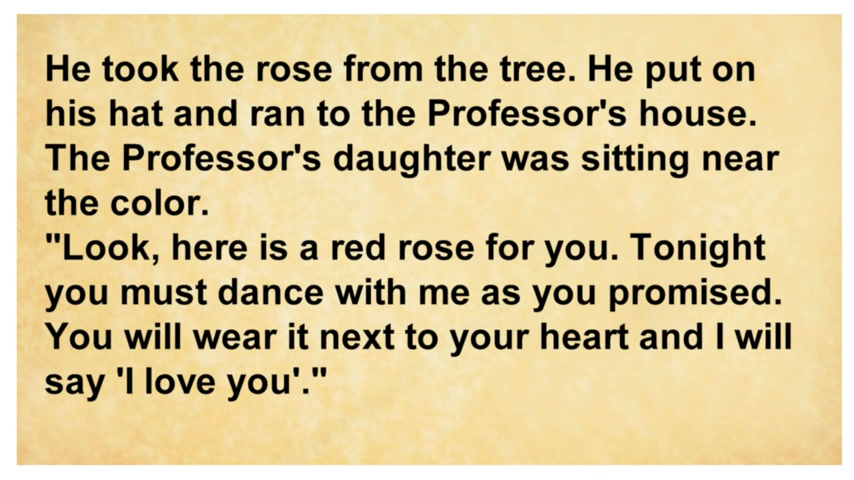 He took the rose from the tree. He put on
his hat and ran to the Professor's house.
The Professor's daughter was sitting near
the color.
"Look, here is a red rose for you. Tonight
you must dance with me as you promised.
You will wear it next to your heart and I will
say 'I love you'."